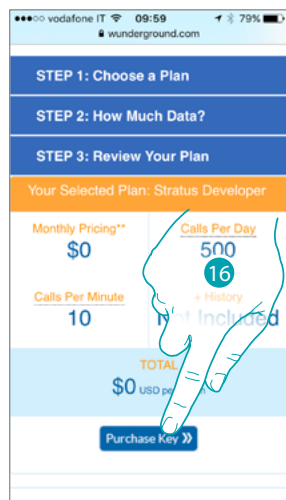 vodafone IT 09:59 79%
wunderground.com
STEP 1: Choose a Plan
STEP 2: How Much Data?
STEP 3: Review Your Plan
Your Selected Plan: Stratus Developer
Monthly Pricing** Calls Per Day
$0 500
16
Calls Per Minute + History
10 Not Included
TOTAL
$0 USD pe
Purchase Key »